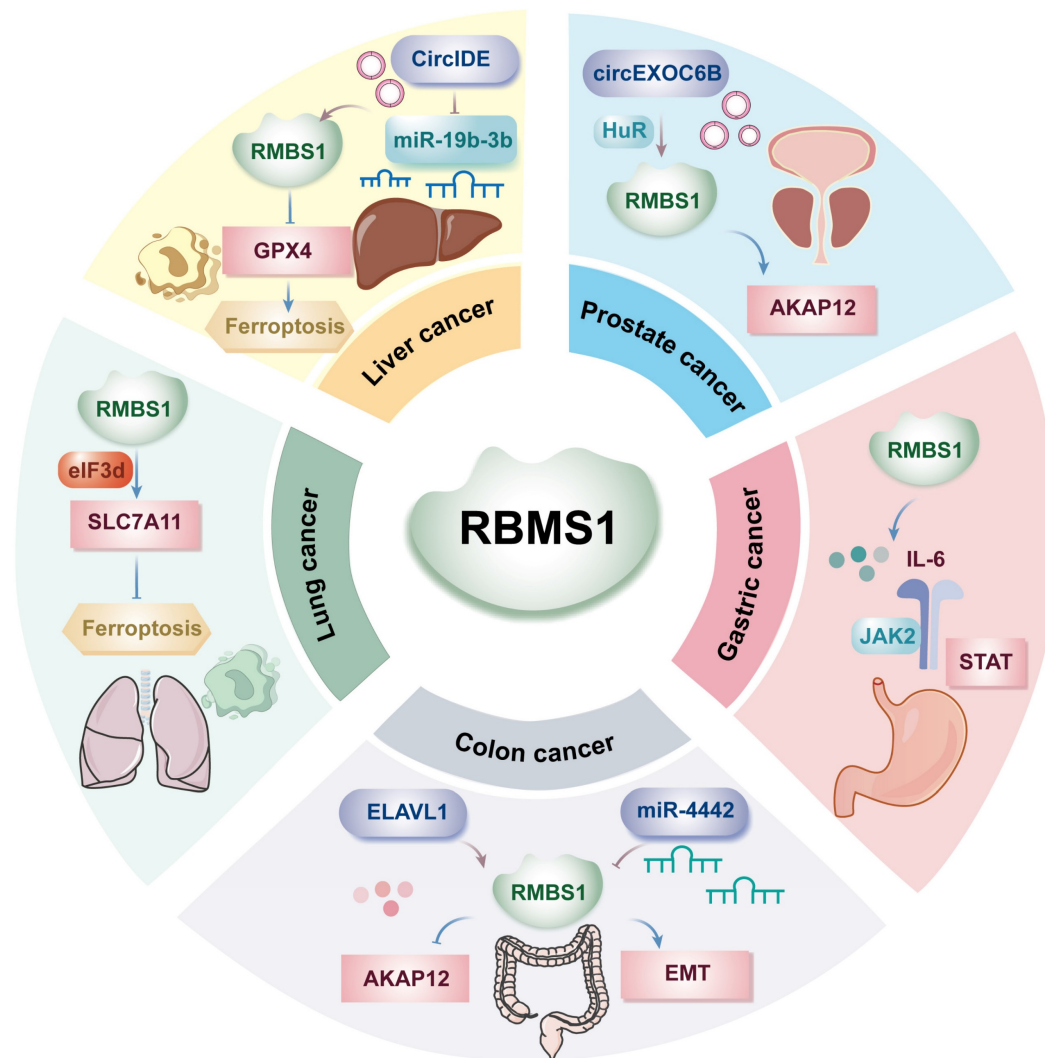 CircIDE
miR-19b-3b
RMBS1
GPX4
Ferroptosis
Liver cancer
circEXOC6B
HuR
RMBS1
AKAP12
Prostate cancer
RMBS1
eIF3d
SLC7A11
Ferroptosis
Lung cancer
RBMS1
Gastric cancer
RMBS1
IL-6
JAK2
STAT
Colon cancer
ELAVL1
miR-4442
RMBS1
AKAP12
EMT